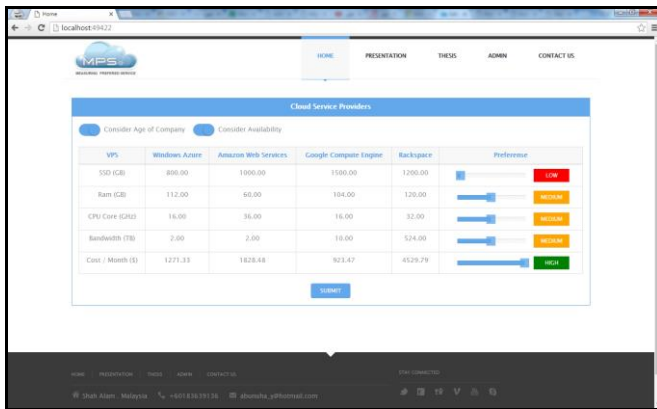 Home
localhost:49422
MPS
MEASURING PREFERED SERVICE
HOME PRESENTATION THESIS ADMIN CONTACT US
Cloud Service Providers
Consider Age of Company Consider Availability
VPS Windows Azure Amazon Web Services Google Compute Engine Rackspace Preference
SSD (GB) 800.00 1000.00 1500.00 1200.00 LOW
Ram (GB) 112.00 60.00 104.00 120.00 MEDIUM
CPU Core (GHz) 16.00 36.00 16.00 32.00 MEDIUM
Bandwidth (TB) 2.00 2.00 10.00 524.00 MEDIUM
Cost / Month ($) 1271.33 1828.48 923.47 4529.79 HIGH
SUBMIT
HOME PRESENTATION THESIS ADMIN CONTACT US
STAY CONNECTED
Shah Alam . Malaysia +60183639136